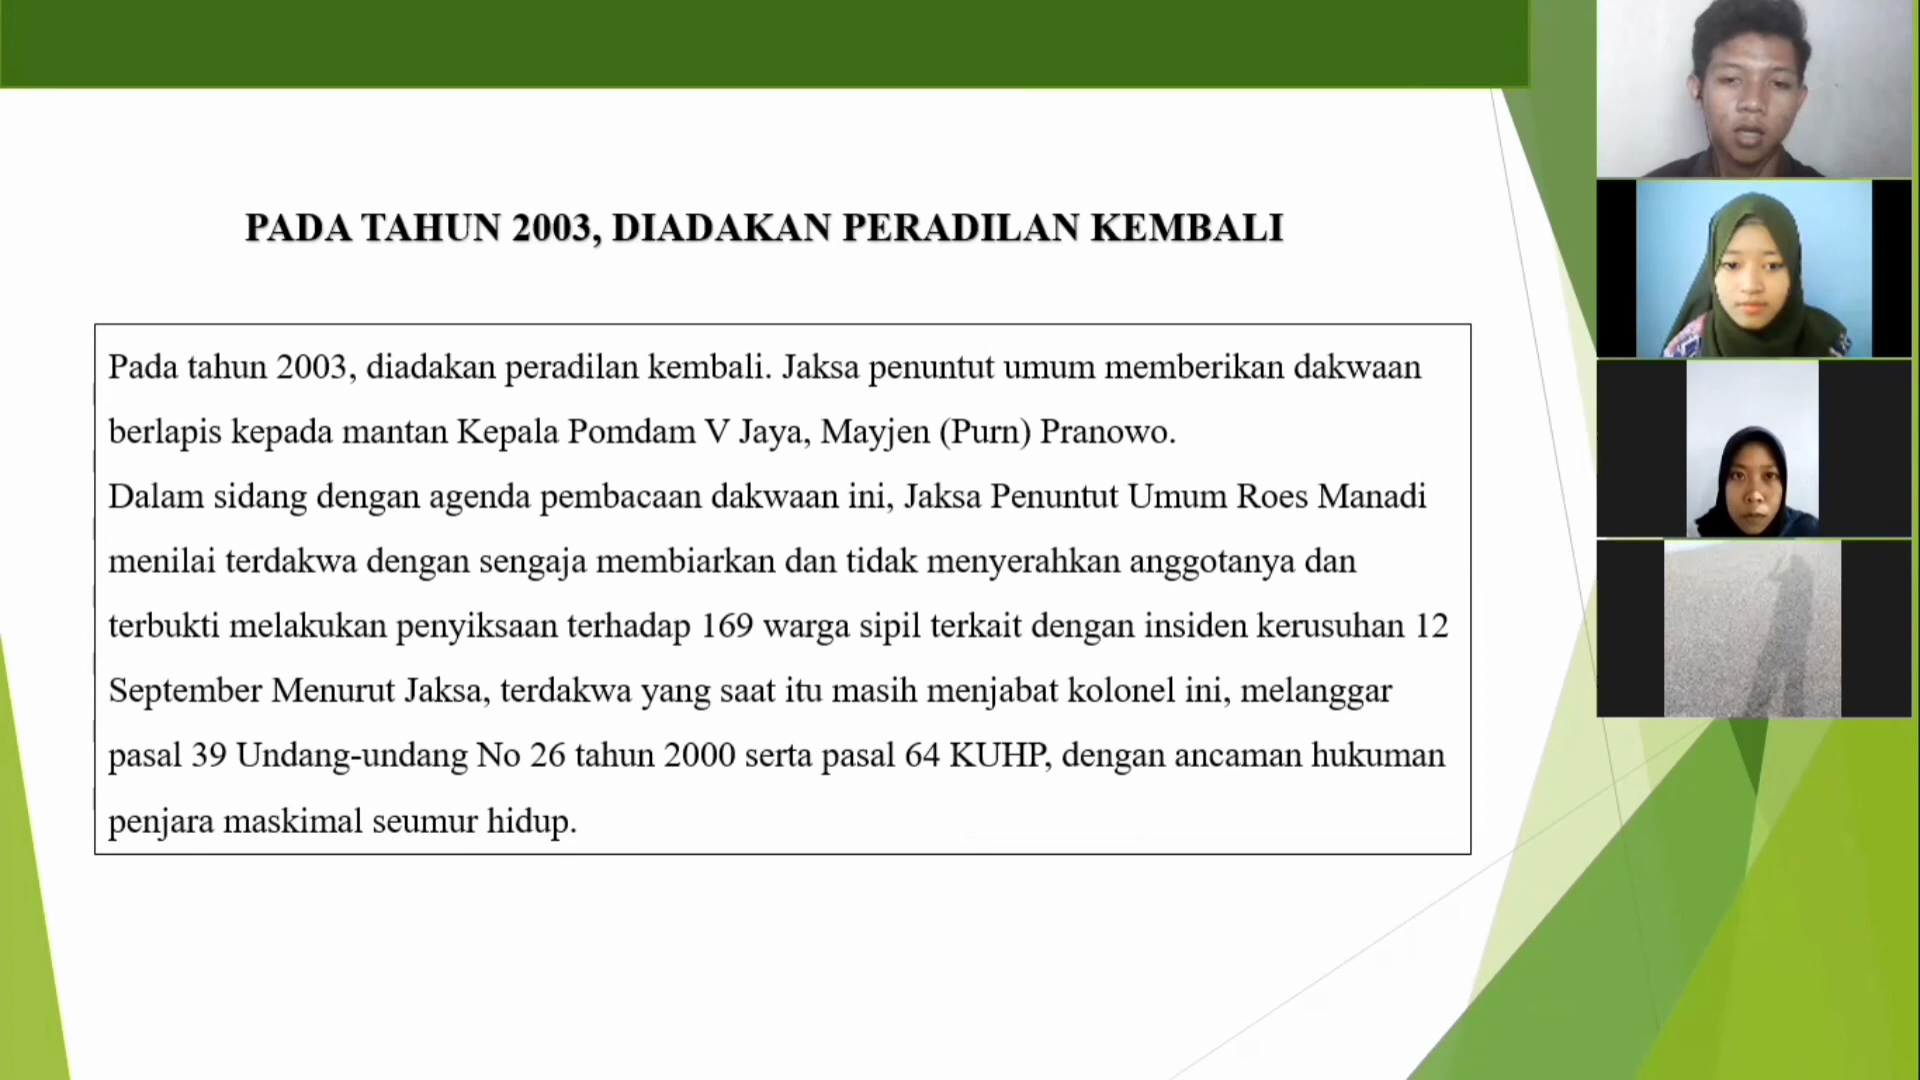 PADA TAHUN 2003, DIADAKAN PERADILAN KEMBALI
Pada tahun 2003, diadakan peradilan kembali. Jaksa penuntut umum memberikan dakwaan
berlapis kepada mantan Kepala Pomdam V Jaya, Mayjen (Purn) Pranowo.
Dalam sidang dengan agenda pembacaan dakwaan ini, Jaksa Penuntut Umum Roes Manadi
menilai terdakwa dengan sengaja membiarkan dan tidak menyerahkan anggotanya dan
terbukti melakukan penyiksaan terhadap 169 warga sipil terkait dengan insiden kerusuhan 12
September Menurut Jaksa, terdakwa yang saat itu masih menjabat kolonel ini, melanggar
pasal 39 Undang-undang No 26 tahun 2000 serta pasal 64 KUHP, dengan ancaman hukuman
penjara maskimal seumur hidup.